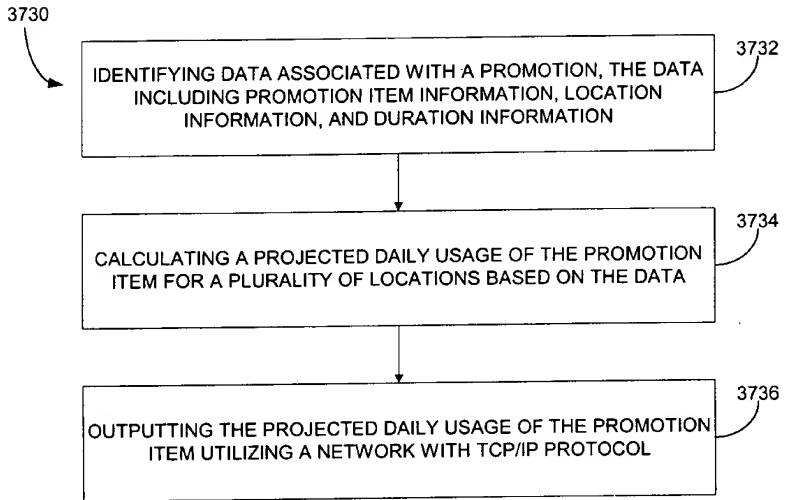 3730
3732
IDENTIFYING DATA ASSOCIATED WITH A PROMOTION, THE DATA
INCLUDING PROMOTION ITEM INFORMATION, LOCATION
INFORMATION, AND DURATION INFORMATION
3734
CALCULATING A PROJECTED DAILY USAGE OF THE PROMOTION
ITEM FOR A PLURALITY OF LOCATIONS BASED ON THE DATA
3736
OUTPUTTING THE PROJECTED DAILY USAGE OF THE PROMOTION
ITEM UTILIZING A NETWORK WITH TCP/IP PROTOCOL